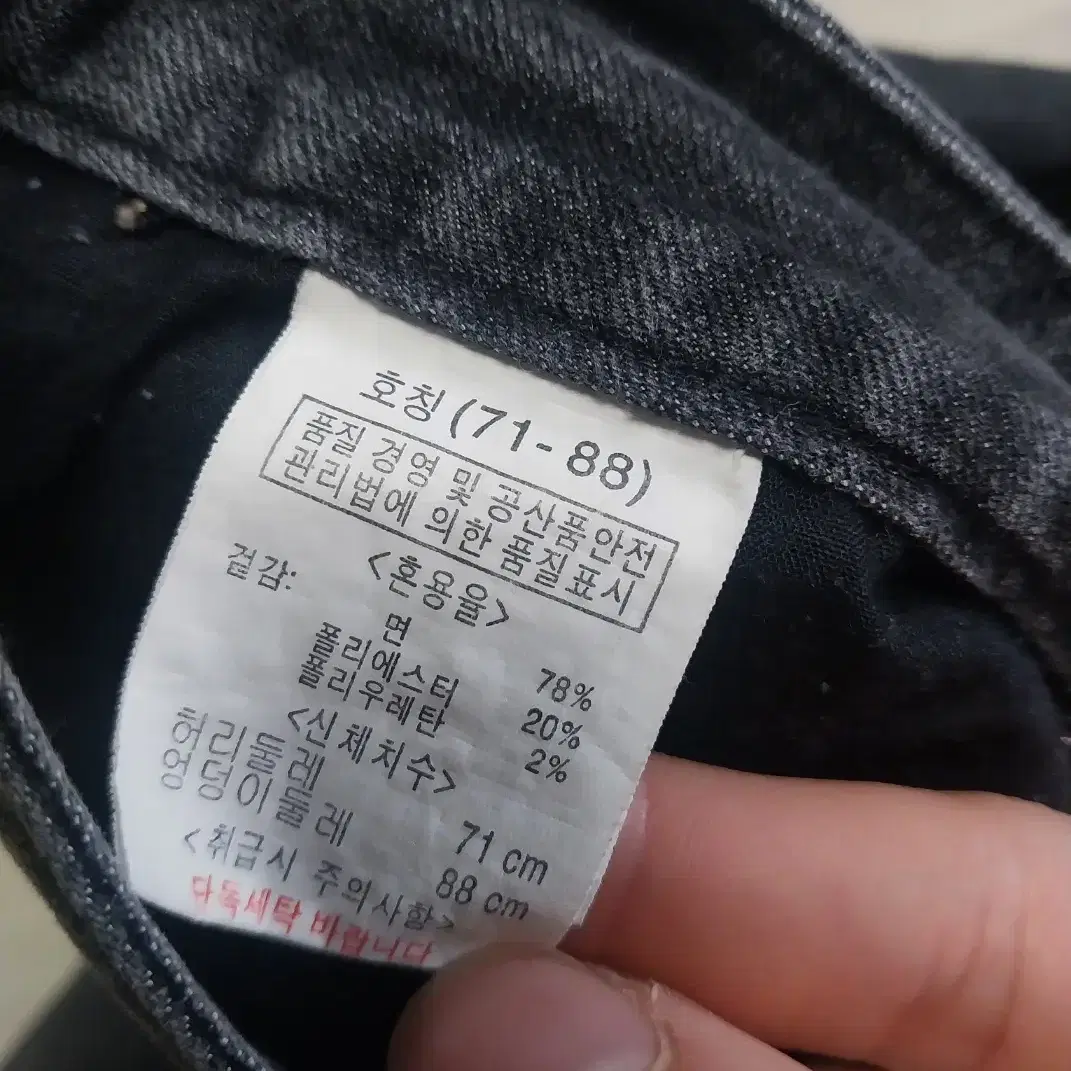 호칭(71-88)
품질 경영 및 공산품안전
관리법에 의한 품질표시
<혼용율>
겉감:
면 78%
폴리에스터 20%
폴리우레탄 2%
<신체치수>
허리둘레 71 cm
엉덩이둘레 88 cm
<취급시 주의사항>
단독세탁 바랍니다